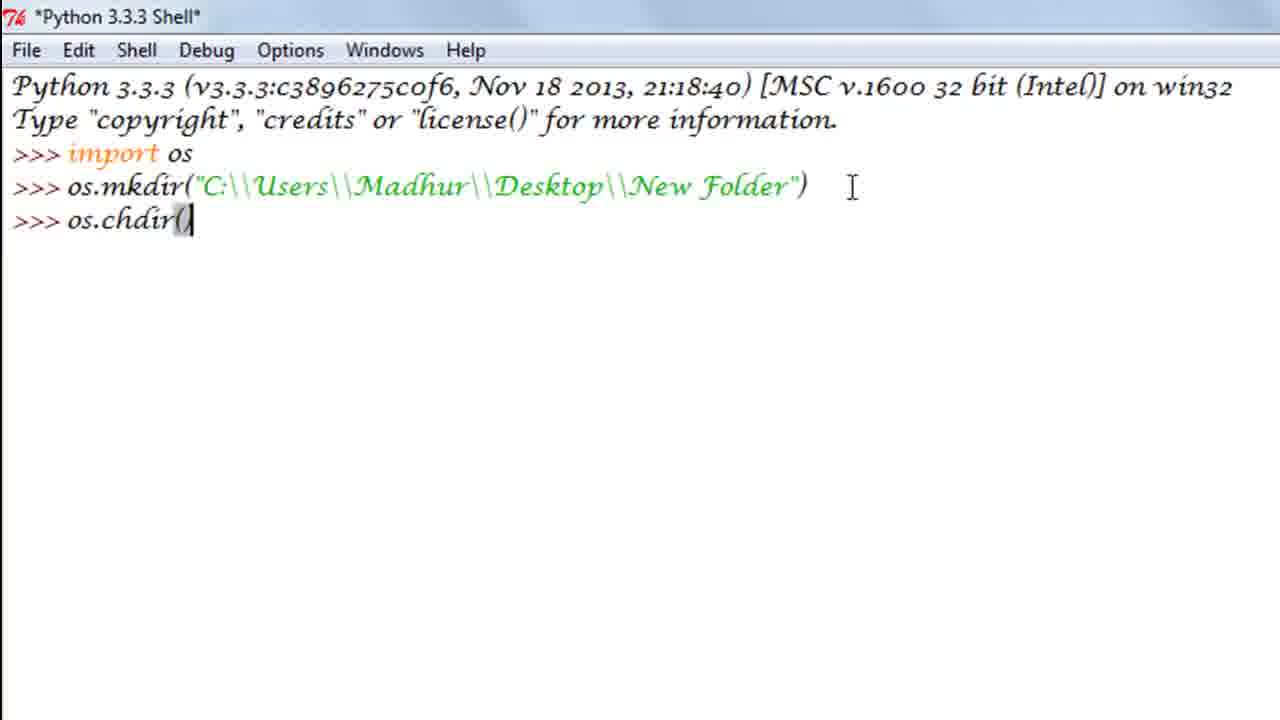 *Python 3.3.3 Shell*
File Edit Shell Debug Options Windows Help
Python 3.3.3 (v3.3.3:c3896275c0f6, Nov 18 2013, 21:18:40) [MSC v.1600 32 bit (Intel)] on win32
Type "copyright", "credits" or "license()" for more information.
>>> import os
>>> os.mkdir("C:\\Users\\Madhur\\Desktop\\New Folder")
>>> os.chdir()